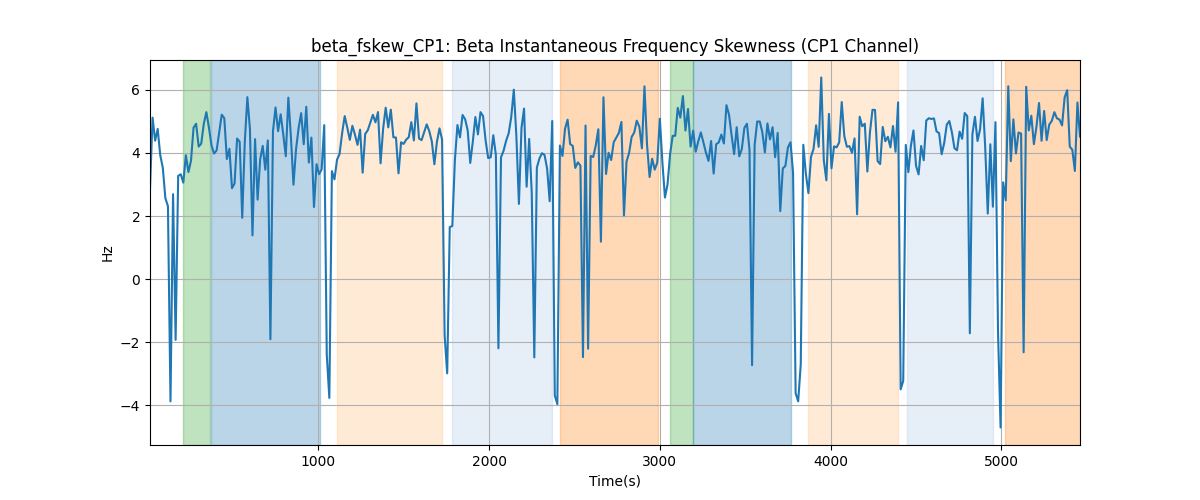 beta_fskew_CP1: Beta Instantaneous Frequency Skewness (CP1 Channel)
6
4
2
0
−2
−4
Hz
1000 2000 3000 4000 5000
Time(s)